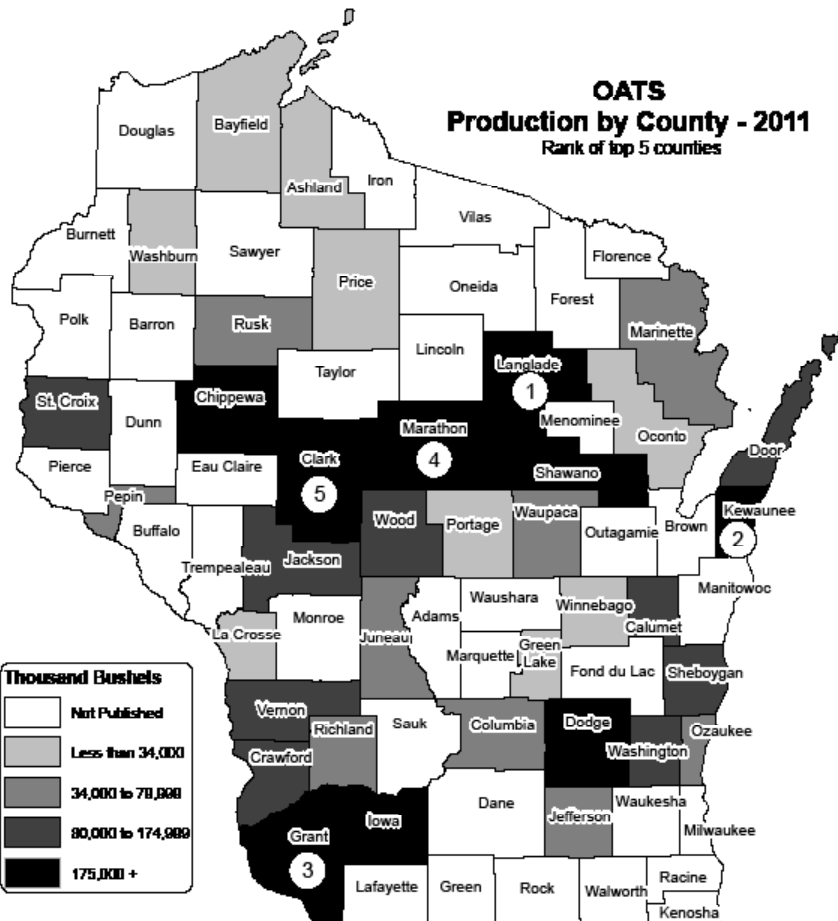 OATS
Production by County - 2011
Rank of top 5 counties
Douglas
Bayfield
Ashland
Iron
Vilas
Burnett
Washburn
Sawyer
Price
Oneida
Florence
Forest
Polk
Barron
Rusk
Marinette
Lincoln
Langlade
1
Taylor
St. Croix
Chippewa
Dunn
Menominee
Oconto
Marathon
4
Door
Pierce
Eau Claire
Clark
5
Shawano
Pepin
Buffalo
Wood
Portage
Waupaca
Outagamie
Brown
Kewaunee
2
Trempealeau
Jackson
Manitowoc
La Crosse
Monroe
Juneau
Adams
Waushara
Winnebago
Calumet
Marquette
Green
Lake
Fond du Lac
Sheboygan
Vernon
Richland
Sauk
Columbia
Dodge
Washington
Ozaukee
Crawford
Iowa
Dane
Jefferson
Waukesha
Milwaukee
Grant
3
Lafayette
Green
Rock
Walworth
Racine
Kenosha
Thousand Bushels
Not Published
Less than 34,000
34,000 to 79,999
80,000 to 174,999
175,000 +